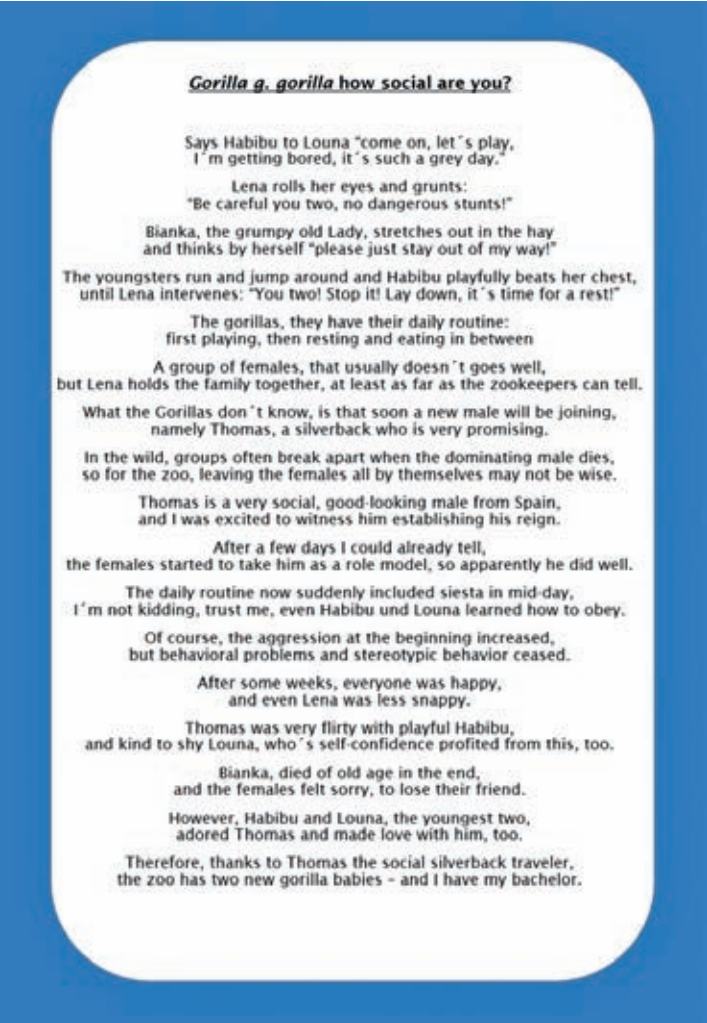 Gorilla g. gorilla how social are you?
Says Habibu to Louna "come on, let´s play,
I´m getting bored, it´s such a grey day."
Lena rolls her eyes and grunts:
"Be careful you two, no dangerous stunts!"
Bianka, the grumpy old Lady, stretches out in the hay
and thinks by herself "please just stay out of my way!"
The youngsters run and jump around and Habibu playfully beats her chest,
until Lena intervenes: "You two! Stop it! Lay down, it´s time for a rest!"
The gorillas, they have their daily routine:
first playing, then resting and eating in between
A group of females, that usually doesn´t goes well,
but Lena holds the family together, at least as far as the zookeepers can tell.
What the Gorillas don´t know, is that soon a new male will be joining,
namely Thomas, a silverback who is very promising.
In the wild, groups often break apart when the dominating male dies,
so for the zoo, leaving the females all by themselves may not be wise.
Thomas is a very social, good-looking male from Spain,
and I was excited to witness him establishing his reign.
After a few days I could already tell,
the females started to take him as a role model, so apparently he did well.
The daily routine now suddenly included siesta in mid-day,
I´m not kidding, trust me, even Habibu und Louna learned how to obey.
Of course, the aggression at the beginning increased,
but behavioral problems and stereotypic behavior ceased.
After some weeks, everyone was happy,
and even Lena was less snappy.
Thomas was very flirty with playful Habibu,
and kind to shy Louna, who´s self-confidence profited from this, too.
Bianka, died of old age in the end,
and the females felt sorry, to lose their friend.
However, Habibu and Louna, the youngest two,
adored Thomas and made love with him, too.
Therefore, thanks to Thomas the social silverback traveler,
the zoo has two new gorilla babies – and I have my bachelor.